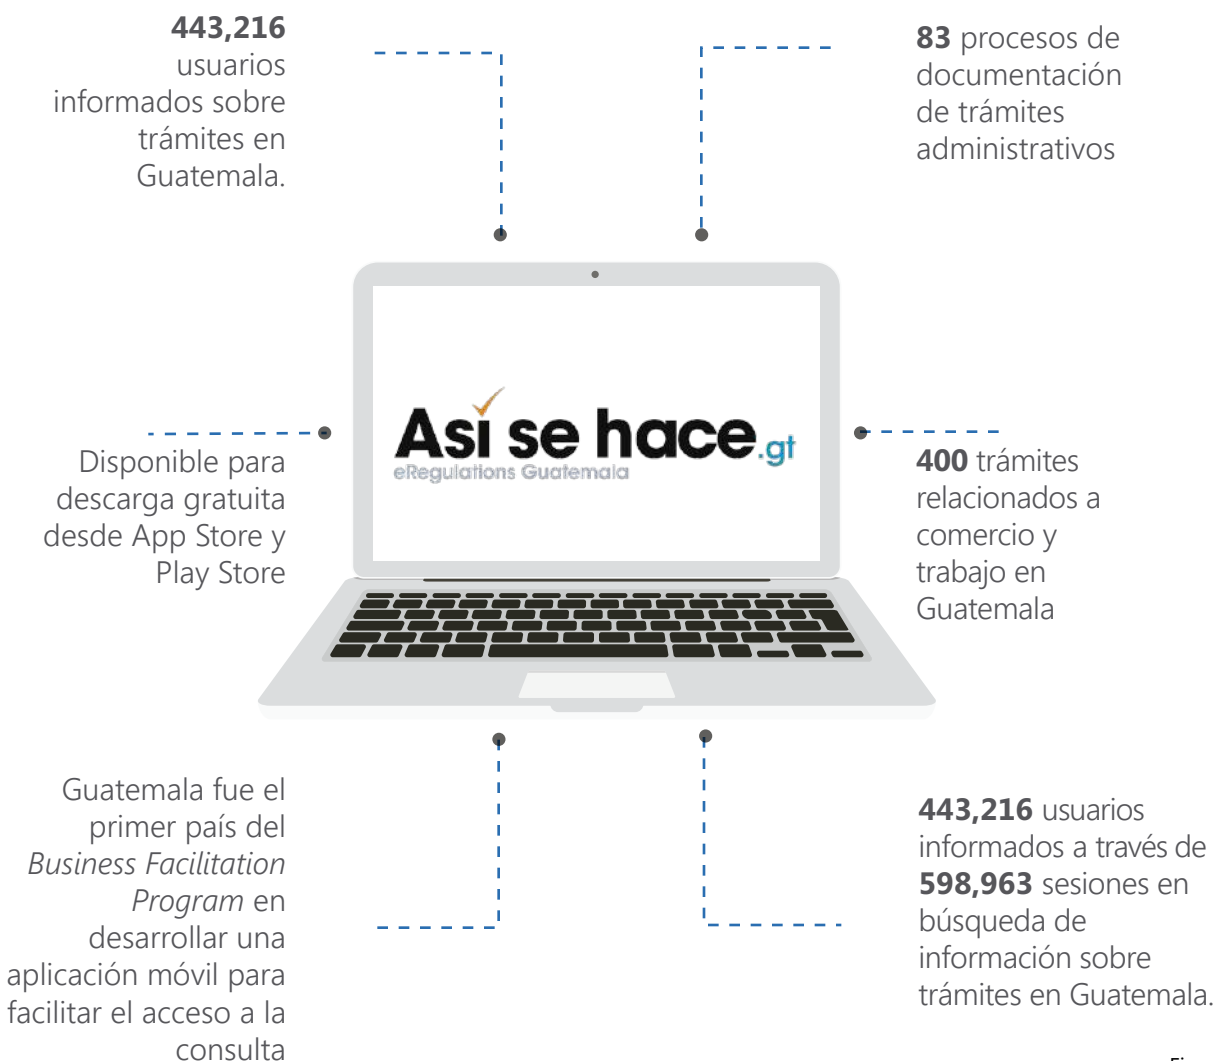 443,216
usuarios
informados sobre
trámites en
Guatemala.
83 procesos de
documentación
de trámites
administrativos
Así se hace.gt
eRegulations Guatemala
Disponible para
descarga gratuita
desde App Store y
Play Store
400 trámites
relacionados a
comercio y
trabajo en
Guatemala
Guatemala fue el
primer país del
Business Facilitation
Program en
desarrollar una
aplicación móvil para
facilitar el acceso a la
consulta
443,216 usuarios
informados a través de
598,963 sesiones en
búsqueda de
información sobre
trámites en Guatemala.